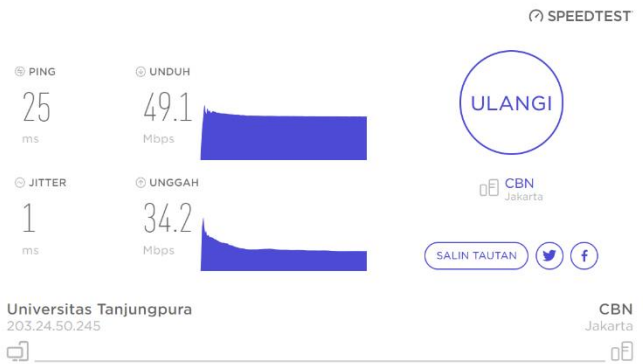 SPEEDTEST
PING
25
ms
UNDUH
49.1
Mbps
JITTER
1
ms
UNGGAH
34.2
Mbps
ULANGI
CBN
Jakarta
SALIN TAUTAN
Universitas Tanjungpura
203.24.50.245
CBN
Jakarta